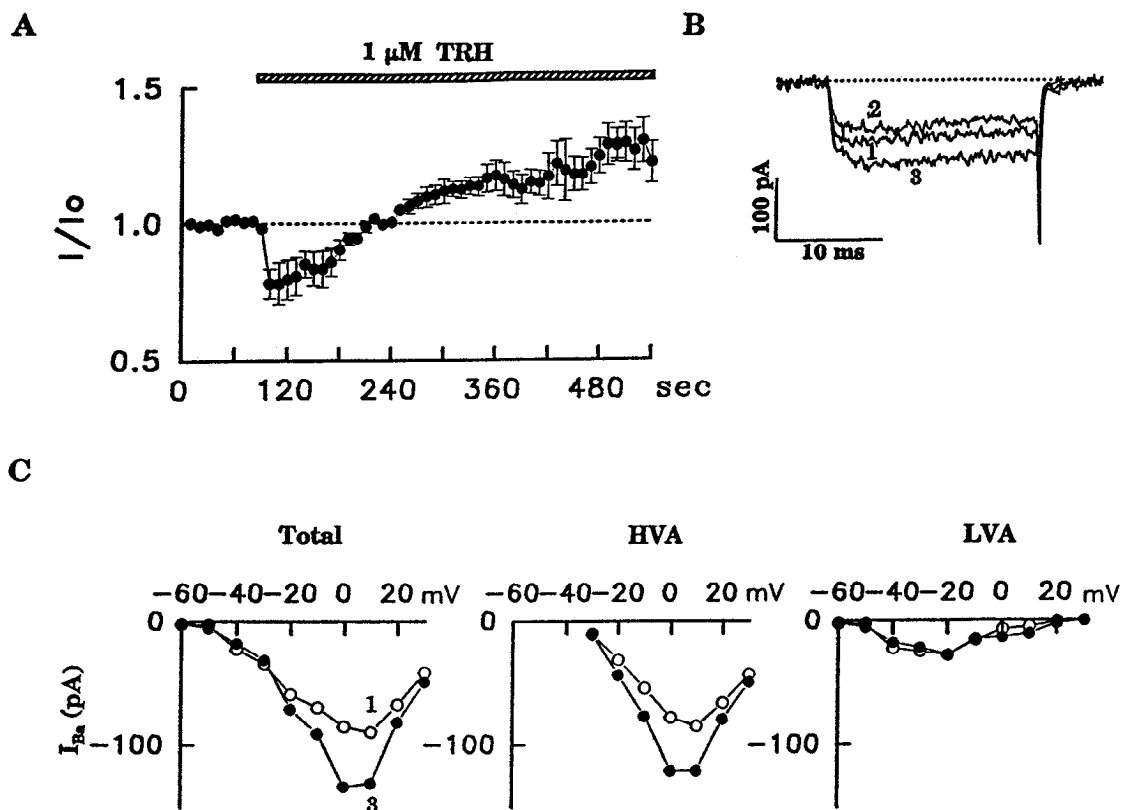 A
1 μM TRH
1.5
1.0
0.5
I/Io
0 120 240 360 480 sec
B
2
1
3
100 pA
10 ms
C
Total
-60 -40 -20 0 20 mV
0
-100
I_Ba (pA)
1
3
HVA
-60 -40 -20 0 20 mV
0
-100
LVA
-60 -40 -20 0 20 mV
0
-100